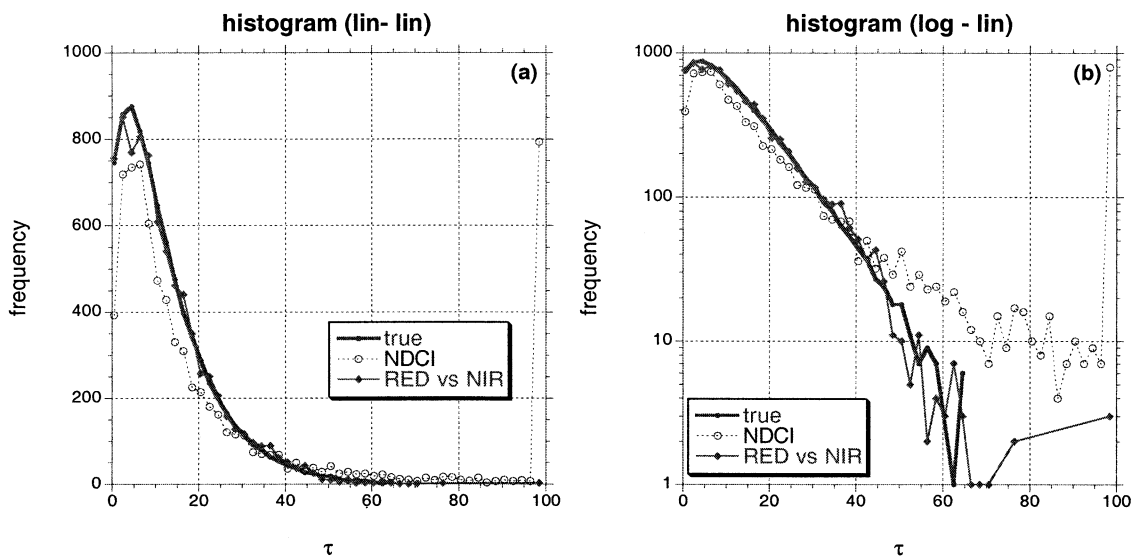 histogram (lin- lin)
(a)
1000
800
600
400
200
0
frequency
true
NDCI
RED vs NIR
0 20 40 60 80 100
τ
histogram (log - lin)
(b)
1000
100
10
1
frequency
true
NDCI
RED vs NIR
0 20 40 60 80 100
τ